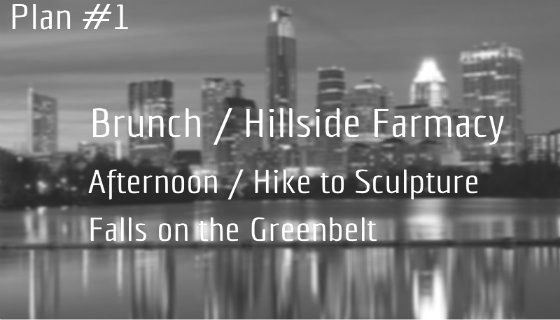 Plan #1
Brunch / Hillside Farmacy
Afternoon / Hike to Sculpture
Falls on the Greenbelt